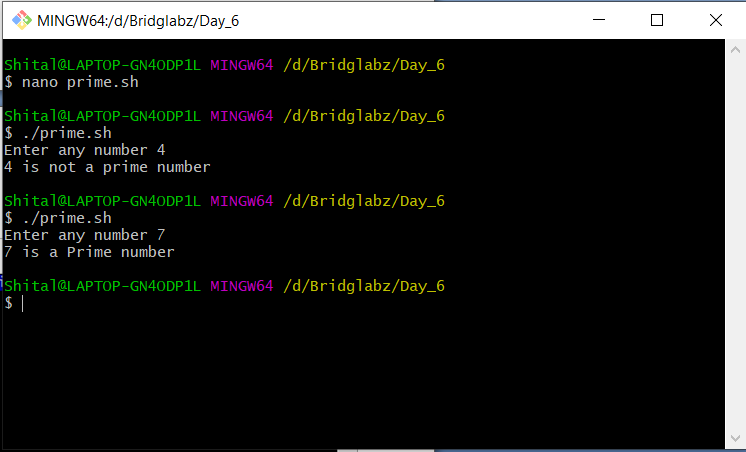 MINGW64:/d/Bridglabz/Day_6
Shital@LAPTOP-GN4ODP1L MINGW64 /d/Bridglabz/Day_6
$ nano prime.sh
Shital@LAPTOP-GN4ODP1L MINGW64 /d/Bridglabz/Day_6
$ ./prime.sh
Enter any number 4
4 is not a prime number
Shital@LAPTOP-GN4ODP1L MINGW64 /d/Bridglabz/Day_6
$ ./prime.sh
Enter any number 7
7 is a Prime number
Shital@LAPTOP-GN4ODP1L MINGW64 /d/Bridglabz/Day_6
$